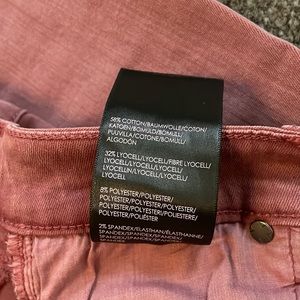 58% COTTON/BAUMWOLLE/COTON/
KATOEN/BOMULD/BOMULL/
PUUVILLA/COTONE/BOMULL/
ALGODÓN
32% LYOCELL/LYOCELL/FIBRE LYOCELL/
LYOCELL/LYOCELL/LYOCELL/
LYOCELL/LYOCELL/LYOCELL/
LYOCELL
8% POLYESTER/POLYESTER/
POLYESTER/POLYESTER/POLYESTER/
POLYESTER/POLYESTERI/POLIESTERE/
POLYESTER/POLIÉSTER
2% SPANDEX/ELASTHAN/ELASTHANNE/
SPANDEX/SPANDEX/SPANDEX/